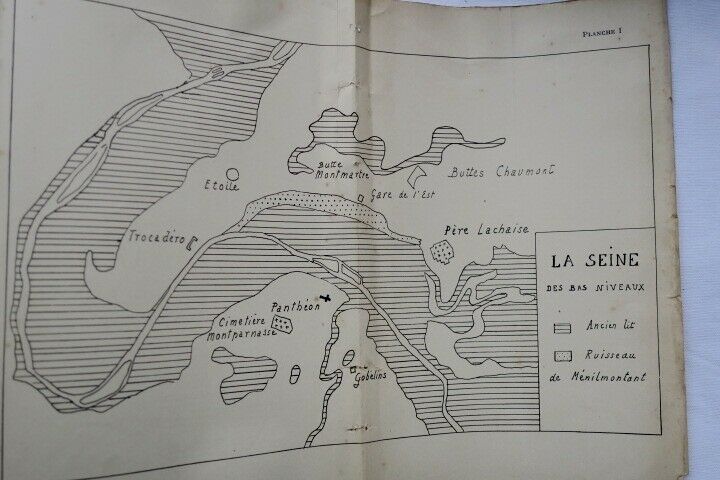 PLANCHE I
Butte
Montmartre
Buttes Chaumont
Etoile
Gare de l'Est
Trocadéro
Père Lachaise
Panthéon
Cimetière
Montparnasse
Gobelins
LA SEINE
DES BAS NIVEAUX
Ancien lit
Ruisseau
de Ménilmontant